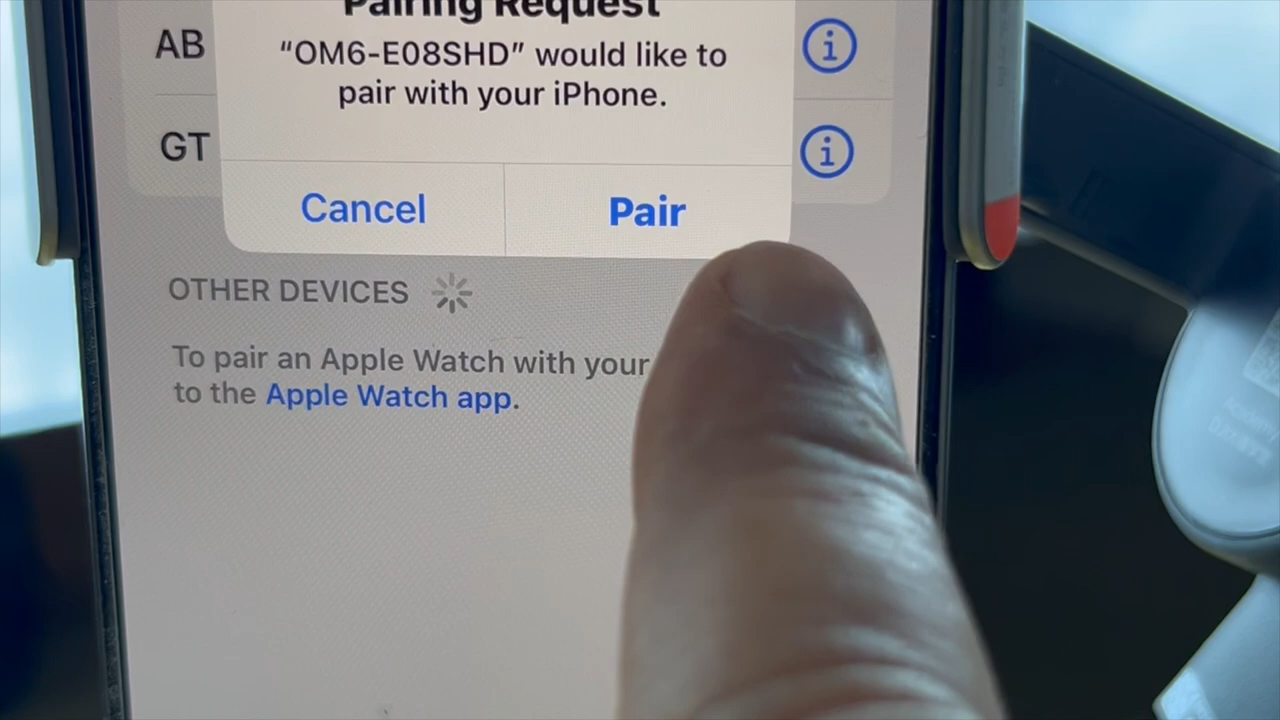 Pairing Request
AB
“OM6-E08SHD” would like to
pair with your iPhone.
GT
Cancel
Pair
OTHER DEVICES
To pair an Apple Watch with your
to the Apple Watch app.